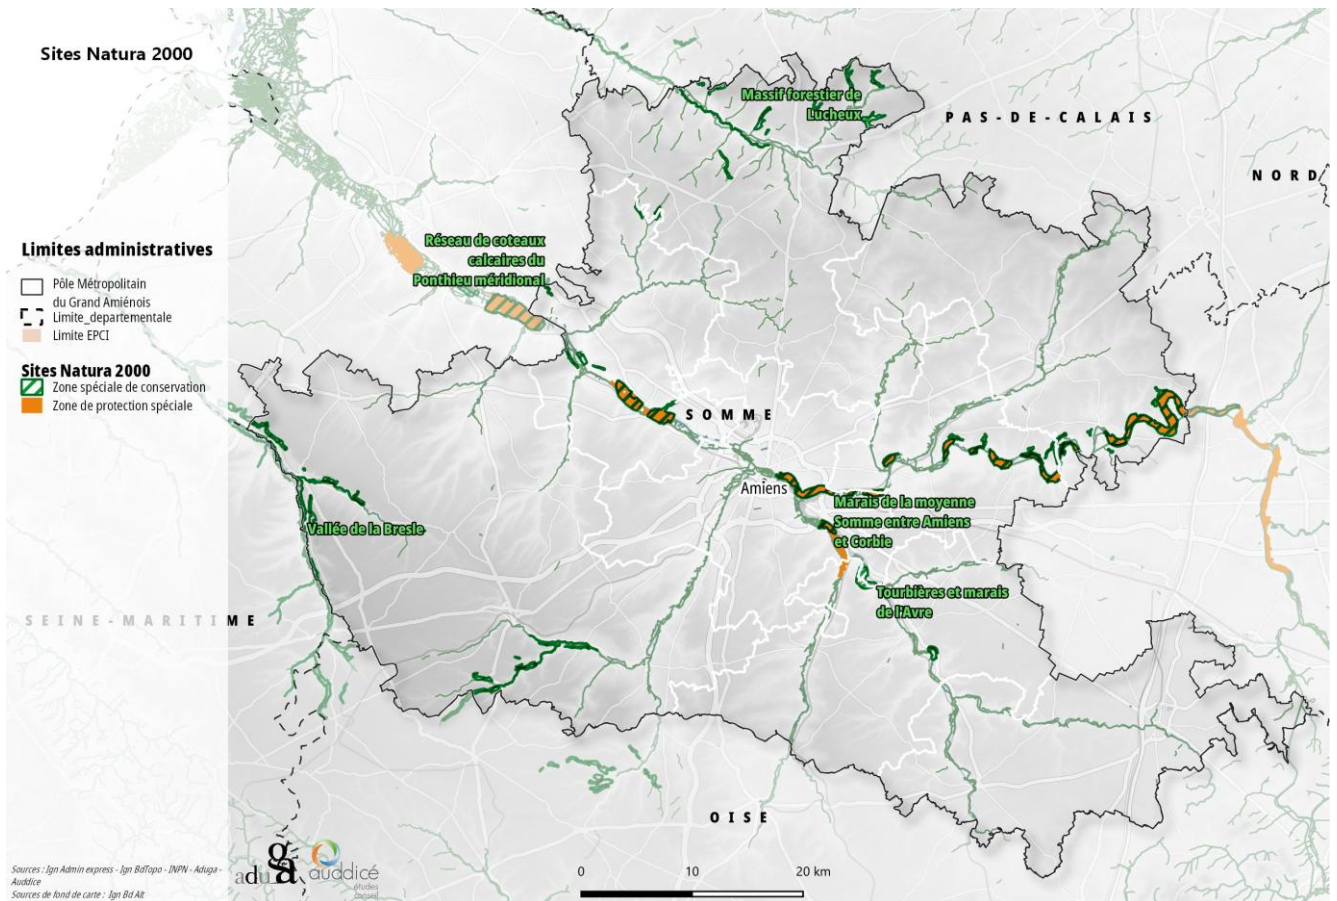 Sites Natura 2000
Massif forestier de
Lucheux
PAS-DE-CALAIS
NORD
Limites administratives
Pôle Métropolitain
du Grand Amiénois
Limite_departementale
Limite EPCI
Sites Natura 2000
Zone spéciale de conservation
Zone de protection spéciale
Réseau de coteaux
calcaires du
Ponthieu méridional
SOMME
Amiens
Marais de la moyenne
Somme entre Amiens
et Corbie
Vallée de la Bresle
Tourbières et marais
de l'Avre
SEINE-MARITIME
OISE
Sources : Ign Admin express - Ign BdTopo - INPN - Aduga -
Auddice
Sources de fond de carte : Ign Bd Alt
aduga
auddicé
études
conseil
0 10 20 km